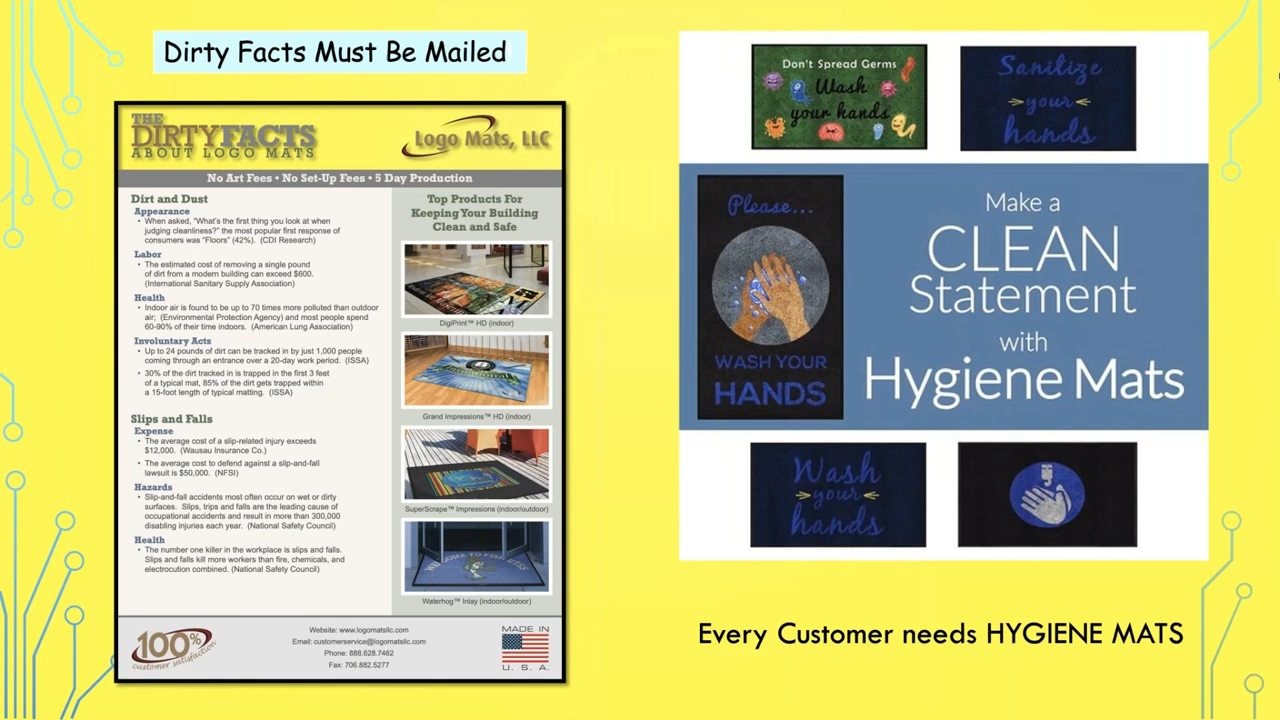 Dirty Facts Must Be Mailed
THE
DIRTYFACTS
ABOUT LOGO MATS
Logo Mats, LLC
No Art Fees • No Set-Up Fees • 5 Day Production
Dirt and Dust
Appearance
• When asked, "What's the first thing you look at when
judging cleanliness?" the most popular first response of
consumers was "Floors" (42%). (CDI Research)
Labor
• The estimated cost of removing a single pound
of dirt from a modern building can exceed $600.
(International Sanitary Supply Association)
Health
• Indoor air is found to be up to 70 times more polluted than outdoor
air; (Environmental Protection Agency) and most people spend
60-90% of their time indoors. (American Lung Association)
Involuntary Acts
• Up to 24 pounds of dirt can be tracked in by just 1,000 people
coming through an entrance over a 20-day work period. (ISSA)
• 30% of the dirt tracked in is trapped in the first 3 feet
of a typical mat, 85% of the dirt gets trapped within
a 15-foot length of typical matting. (ISSA)
Slips and Falls
Expense
• The average cost of a slip-related injury exceeds
$12,000. (Wausau Insurance Co.)
• The average cost to defend against a slip-and-fall
lawsuit is $50,000. (NFSI)
Hazards
• Slip-and-fall accidents most often occur on wet or dirty
surfaces. Slips, trips and falls are the leading cause of
occupational accidents and result in more than 300,000
disabling injuries each year. (National Safety Council)
Health
• The number one killer in the workplace is slips and falls.
Slips and falls kill more workers than fire, chemicals, and
electrocution combined. (National Safety Council)
Top Products For
Keeping Your Building
Clean and Safe
DigiPrint™ HD (indoor)
Grand Impressions™ HD (indoor)
SuperScrape™ Impressions (indoor/outdoor)
Waterhog™ Inlay (indoor/outdoor)
100%
customer satisfaction
Website: www.logomatsllc.com
Email: customerservice@logomatsllc.com
Phone: 888.628.7462
Fax: 706.882.5277
MADE IN
U. S. A.
Don't Spread Germs
Wash
your hands
Sanitize
your
hands
Please...
WASH YOUR
HANDS
Make a
CLEAN
Statement
with
Hygiene Mats
Wash
your
hands
Every Customer needs HYGIENE MATS